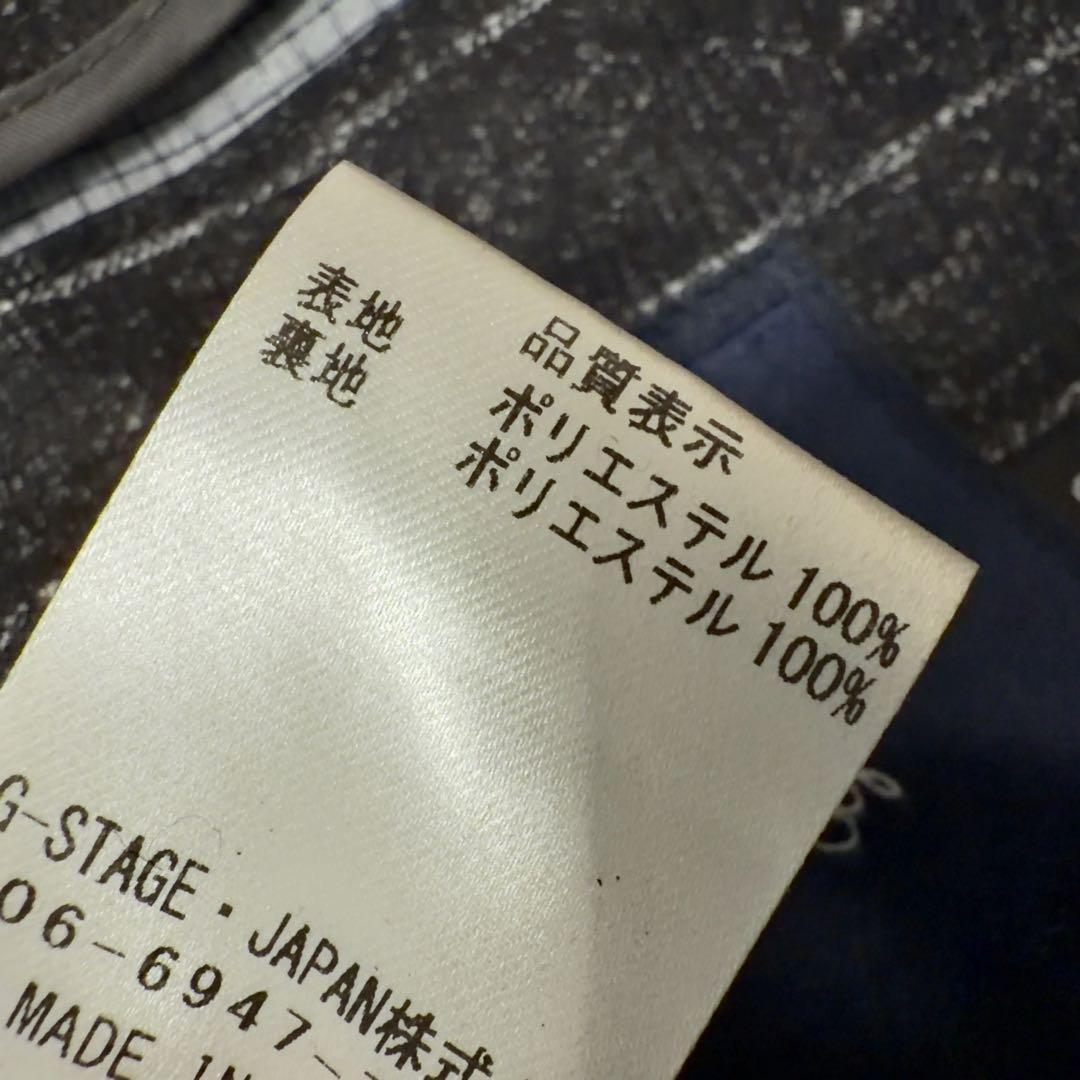 品質表示
表地 ポリエステル 100%
裏地 ポリエステル 100%
G-STAGE・JAPAN株式
06-6947-
MADE IN